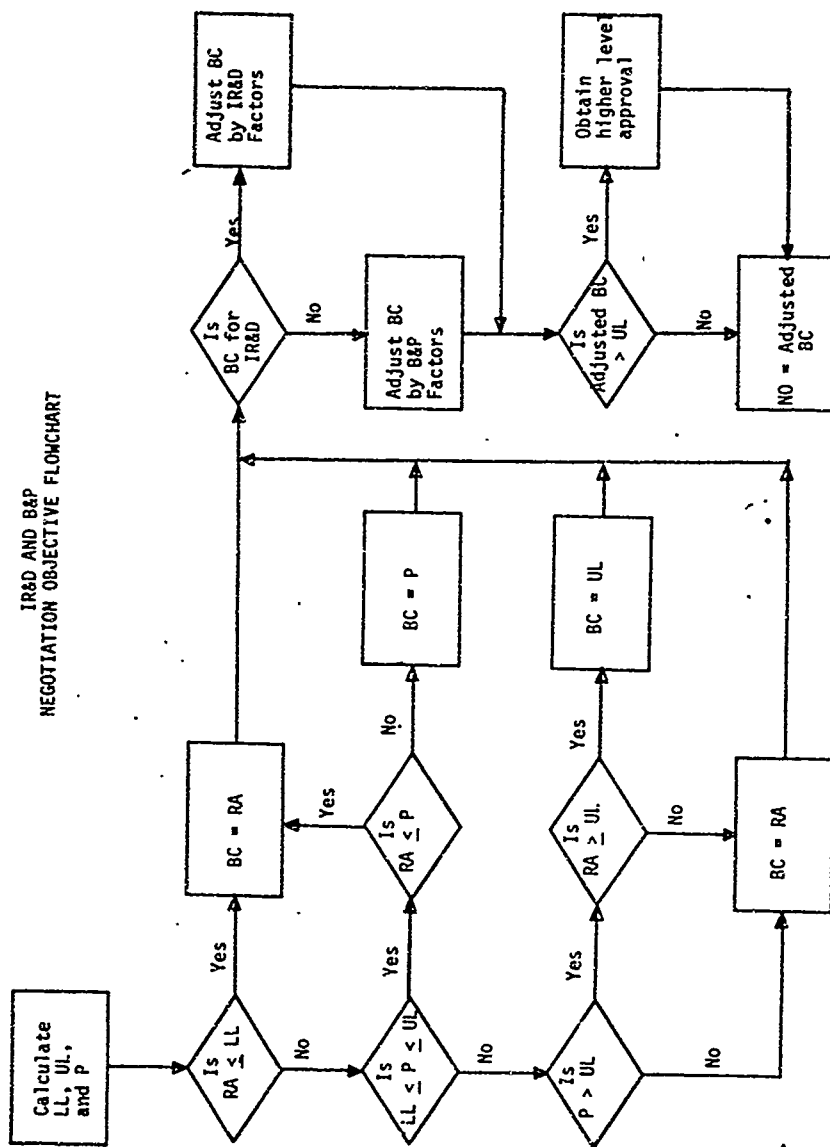 IR&D AND B&P
NEGOTIATION OBJECTIVE FLOWCHART
Calculate
LL, UL,
and P
Is
RA ≤ LL
Yes
BC = RA
No
Is
LL ≤ P ≤ UL
Yes
Is
RA ≤ P
Yes
No
BC = P
No
Is
P > UL
Yes
Is
RA ≥ UL
Yes
BC = UL
No
No
BC = RA
Is
BC for
IR&D
Yes
Adjust BC
by IR&D
Factors
No
Adjust BC
by B&P
Factors
Is
Adjusted BC
> UL
Yes
Obtain
higher level
approval
No
NO = Adjusted
BC